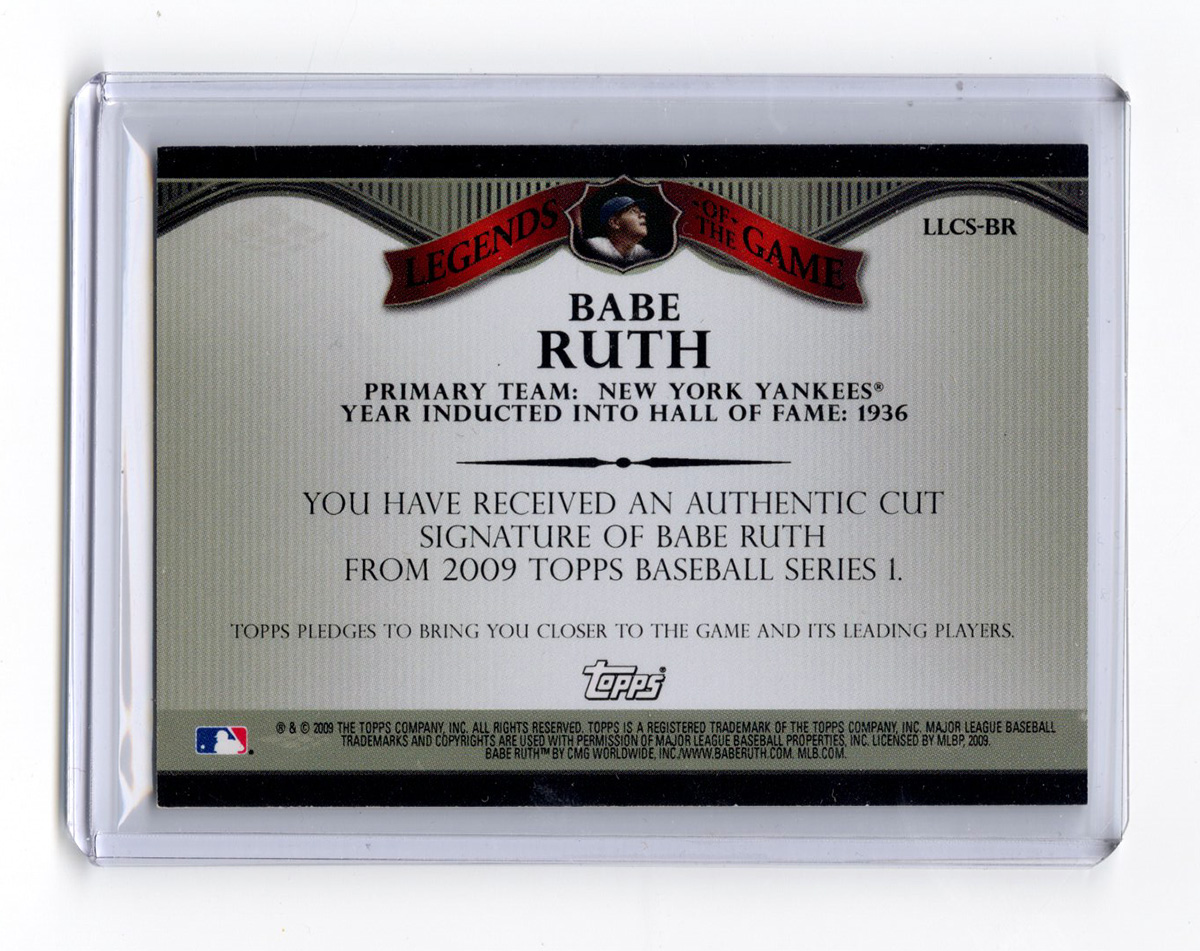 LEGENDS OF THE GAME
LLCS-BR
BABE
RUTH
PRIMARY TEAM: NEW YORK YANKEES®
YEAR INDUCTED INTO HALL OF FAME: 1936
YOU HAVE RECEIVED AN AUTHENTIC CUT
SIGNATURE OF BABE RUTH
FROM 2009 TOPPS BASEBALL SERIES 1.
TOPPS PLEDGES TO BRING YOU CLOSER TO THE GAME AND ITS LEADING PLAYERS.
topps®
® & © 2009 THE TOPPS COMPANY, INC. ALL RIGHTS RESERVED. TOPPS IS A REGISTERED TRADEMARK OF THE TOPPS COMPANY, INC. MAJOR LEAGUE BASEBALL
TRADEMARKS AND COPYRIGHTS ARE USED WITH PERMISSION OF MAJOR LEAGUE BASEBALL PROPERTIES, INC. LICENSED BY MLBP, 2009.
BABE RUTH™ BY CMG WORLDWIDE, INC./WWW.BABERUTH.COM. MLB.COM.